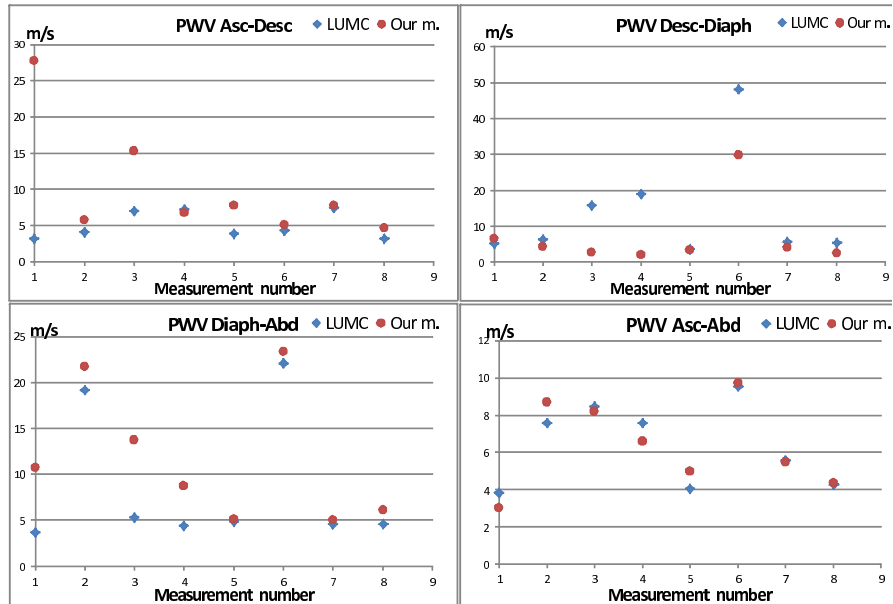 m/s
PWV Asc-Desc
LUMC
Our m.
30
25
20
15
10
5
0
1 2 3 4 5 6 7 8 9
Measurement number
m/s
PWV Desc-Diaph
LUMC
Our m.
60
50
40
30
20
10
0
1 2 3 4 5 6 7 8 9
Measurement number
m/s
PWV Diaph-Abd
LUMC
Our m.
25
20
15
10
5
0
1 2 3 4 5 6 7 8 9
Measurement number
m/s
PWV Asc-Abd
LUMC
Our m.
12
10
8
6
4
2
0
1 2 3 4 5 6 7 8 9
Measurement number